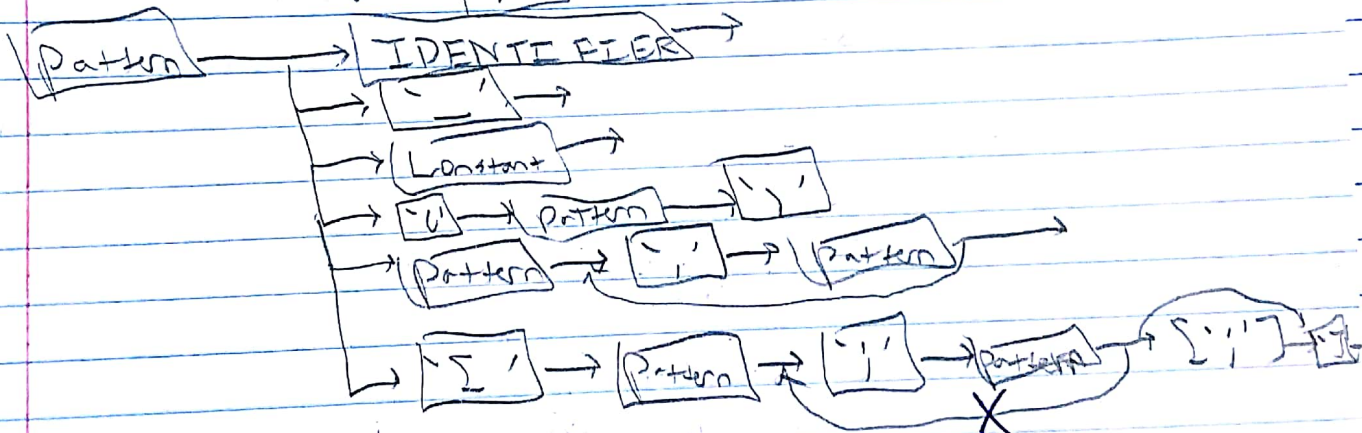 Pattern IDENTIFIER
`_'
Constant
`(' pattern `)'
Pattern `,' pattern
`[' Pattern `;' pattern [`;'] `]'
X